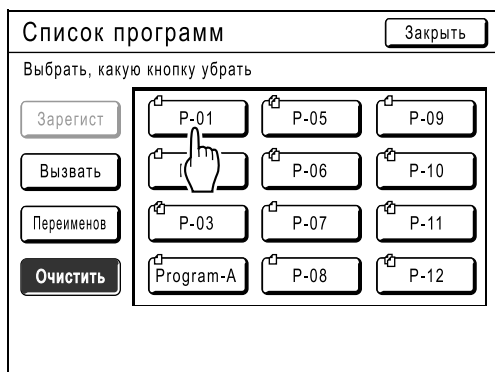 Список программ
Закрыть
Выбрать, какую кнопку убрать
Зарегист
P-01
P-05
P-09
Вызвать
P-06
P-10
Переименов
P-03
P-07
P-11
Очистить
Program-A
P-08
P-12